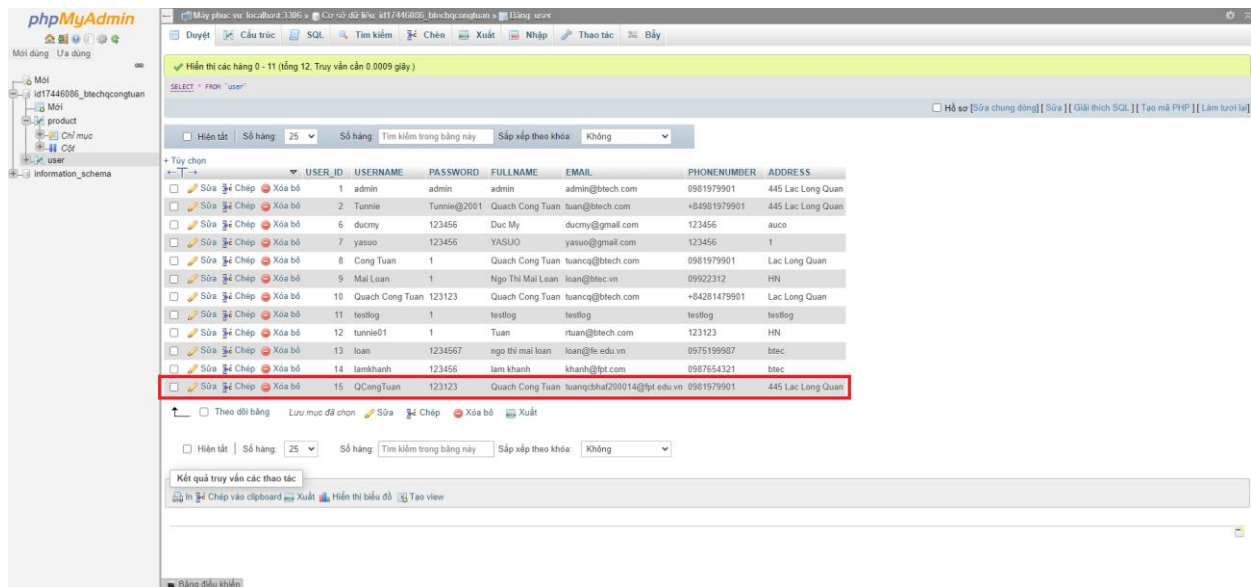 phpMyAdmin
Mới dùng Ưa dùng
Mới
id17446086_btechqcongtuan
Mới
product
Chỉ mục
Cột
user
information_schema
Máy phục vụ: localhost:3306 » Cơ sở dữ liệu: id17446086_btechqcongtuan » Bảng: user
Duyệt Cấu trúc SQL Tìm kiếm Chèn Xuất Nhập Thao tác Bẫy
Hiển thị các hàng 0 - 11 (tổng 12, Truy vấn cần 0.0009 giây.)
SELECT * FROM `user`
Hồ sơ [Sửa chung dòng] [ Sửa ] [ Giải thích SQL ] [ Tạo mã PHP ] [ Làm tươi lại]
Hiện tất Số hàng: 25 Số hàng: Tìm kiếm trong bảng này Sắp xếp theo khóa: Không
+ Tùy chọn
←T→ USER_ID USERNAME PASSWORD FULLNAME EMAIL PHONENUMBER ADDRESS
Sửa Chép Xóa bỏ 1 admin admin admin admin@btech.com 0981979901 445 Lac Long Quan
Sửa Chép Xóa bỏ 2 Tunnie Tunnie@2001 Quach Cong Tuan tuan@btech.com +84981979901 445 Lac Long Quan
Sửa Chép Xóa bỏ 6 ducmy 123456 Duc My ducmy@gmail.com 123456 auco
Sửa Chép Xóa bỏ 7 yasuo 123456 YASUO yasuo@gmail.com 123456 1
Sửa Chép Xóa bỏ 8 Cong Tuan 1 Quach Cong Tuan tuancq@btech.com 0981979901 Lac Long Quan
Sửa Chép Xóa bỏ 9 Mai Loan 1 Ngo Thi Mai Loan loan@btec.vn 09922312 HN
Sửa Chép Xóa bỏ 10 Quach Cong Tuan 123123 Quach Cong Tuan tuancq@btech.com +84281479901 Lac Long Quan
Sửa Chép Xóa bỏ 11 testlog 1 testlog testlog testlog testlog
Sửa Chép Xóa bỏ 12 tunnie01 1 Tuan rtuan@btech.com 123123 HN
Sửa Chép Xóa bỏ 13 loan 1234567 ngo thi mai loan loan@fe.edu.vn 0975199987 btec
Sửa Chép Xóa bỏ 14 lamkhanh 123456 lam khanh khanh@fpt.com 0987654321 btec
Sửa Chép Xóa bỏ 15 QCongTuan 123123 Quach Cong Tuan tuanqcbhaf200014@fpt.edu.vn 0981979901 445 Lac Long Quan
Theo dõi bảng Lưu mục đã chọn Sửa Chép Xóa bỏ Xuất
Hiện tất Số hàng: 25 Số hàng: Tìm kiếm trong bảng này Sắp xếp theo khóa: Không
Kết quả truy vấn các thao tác
In Chép vào clipboard Xuất Hiển thị biểu đồ Tạo view
Bảng điều khiển